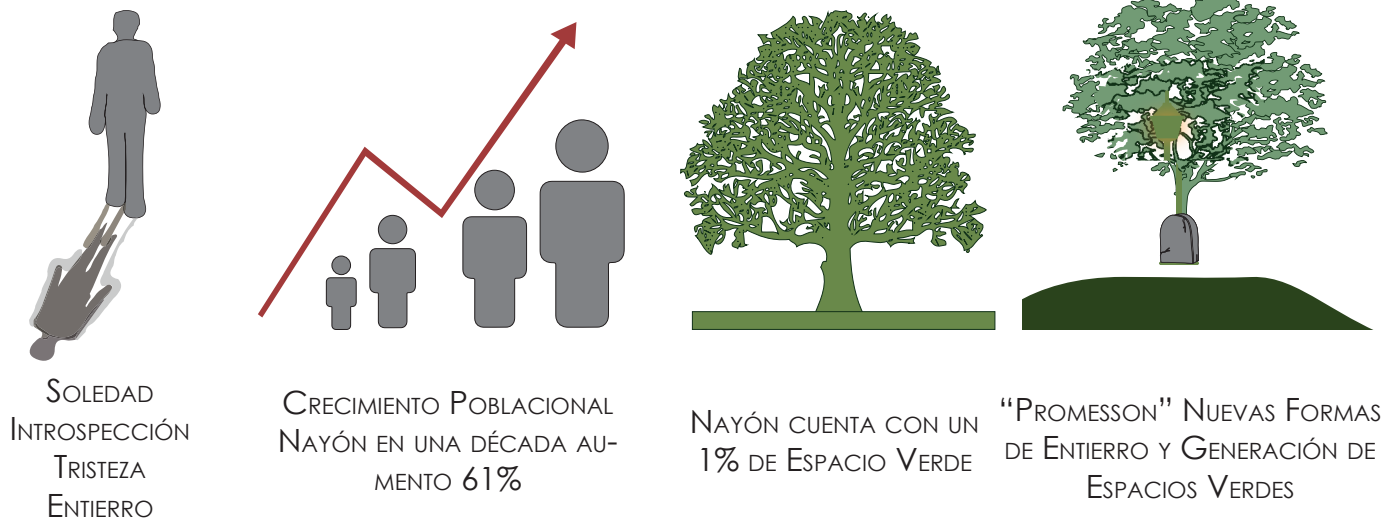 Soledad
Introspección
Tristeza
Entierro
Crecimiento Poblacional
Nayón en una década au-
mento 61%
Nayón cuenta con un
1% de Espacio Verde
“Promesson” Nuevas Formas
de Entierro y Generación de
Espacios Verdes